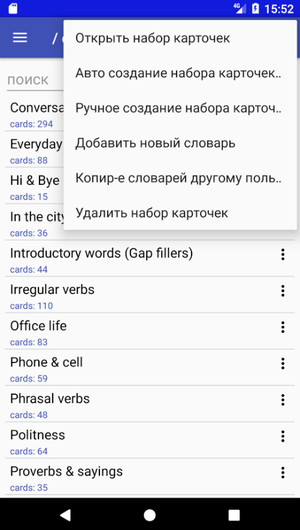 4G 15:52
/
Открыть набор карточек
Авто создание набора карточек..
Ручное создание набора карточ..
Добавить новый словарь
Копир-е словарей другому поль..
Удалить набор карточек
поиск
Conversa
cards: 294
Everyday
cards: 88
Hi & Bye
cards: 15
In the city
cards: 36
Introductory words (Gap fillers)
cards: 44
Irregular verbs
cards: 110
Office life
cards: 83
Phone & cell
cards: 59
Phrasal verbs
cards: 48
Politness
cards: 64
Proverbs & sayings
cards: 35